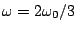 ω = 2ω₀/3